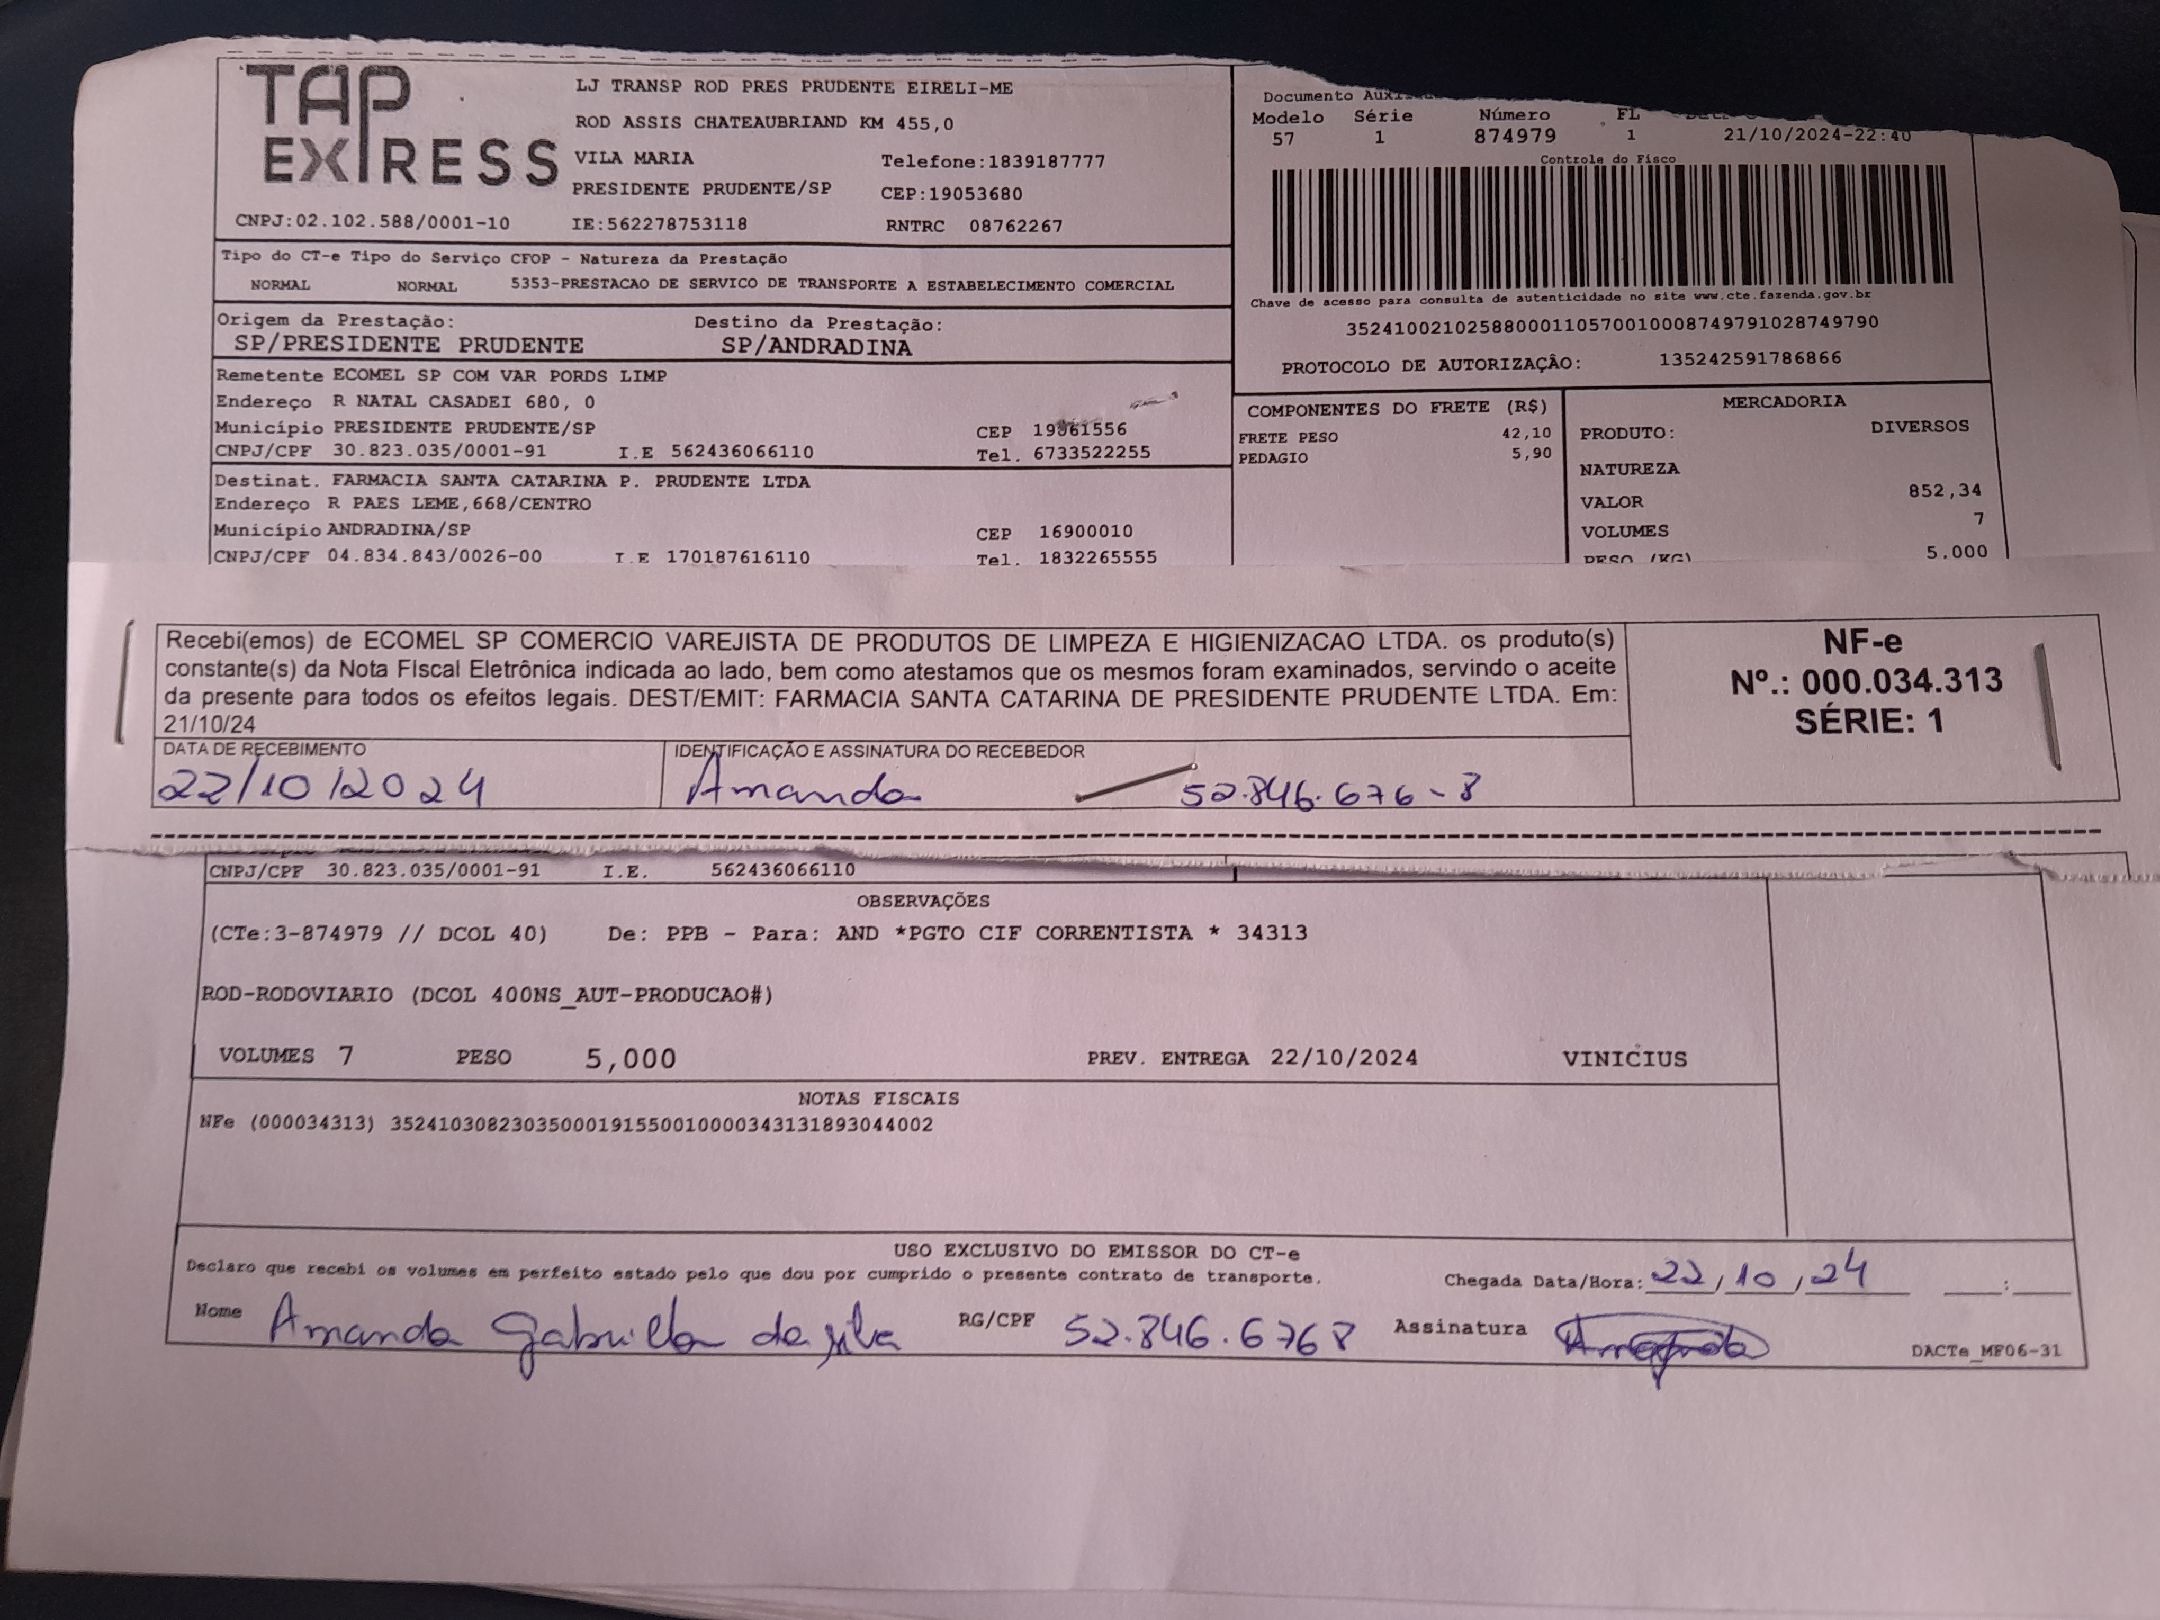 TAP EXPRESS
LJ TRANSP ROD PRES PRUDENTE EIRELI-ME
ROD ASSIS CHATEAUBRIAND KM 455,0
VILA MARIA Telefone:1839187777
PRESIDENTE PRUDENTE/SP CEP:19053680
CNPJ:02.102.588/0001-10 IE:562278753118 RNTRC 08762267
Documento
Modelo Série Número FL
57 1 874979 1 21/10/2024-22:40
Controle do Fisco
Chave de acesso para consulta de autenticidade no site www.cte.fazenda.gov.br
35241002102588000110570010008749791028749790
PROTOCOLO DE AUTORIZAÇÂO: 135242591786866
Tipo do CT-e Tipo do Serviço CFOP - Natureza da Prestação
NORMAL NORMAL 5353-PRESTACAO DE SERVICO DE TRANSPORTE A ESTABELECIMENTO COMERCIAL
Origem da Prestação: Destino da Prestação:
SP/PRESIDENTE PRUDENTE SP/ANDRADINA
Remetente ECOMEL SP COM VAR PORDS LIMP
Endereço R NATAL CASADEI 680, 0
Município PRESIDENTE PRUDENTE/SP CEP 19061556
CNPJ/CPF 30.823.035/0001-91 I.E 562436066110 Tel. 6733522255
Destinat. FARMACIA SANTA CATARINA P. PRUDENTE LTDA
Endereço R PAES LEME,668/CENTRO
Município ANDRADINA/SP CEP 16900010
CNPJ/CPF 04.834.843/0026-00 I.E 170187616110 Tel. 1832265555
COMPONENTES DO FRETE (R$)
FRETE PESO 42,10
PEDAGIO 5,90
MERCADORIA
PRODUTO: DIVERSOS
NATUREZA
VALOR 852,34
VOLUMES 7
PESO (KG) 5,000
Recebi(emos) de ECOMEL SP COMERCIO VAREJISTA DE PRODUTOS DE LIMPEZA E HIGIENIZACAO LTDA. os produto(s)
constante(s) da Nota FIscal Eletrônica indicada ao lado, bem como atestamos que os mesmos foram examinados, servindo o aceite
da presente para todos os efeitos legais. DEST/EMIT: FARMACIA SANTA CATARINA DE PRESIDENTE PRUDENTE LTDA. Em:
21/10/24
NF-e
Nº.: 000.034.313
SÉRIE: 1
DATA DE RECEBIMENTO IDENTIFICAÇÃO E ASSINATURA DO RECEBEDOR
22/10/2024 Amanda 52.846.676-8
CNPJ/CPF 30.823.035/0001-91 I.E. 562436066110
OBSERVAÇÕES
(CTe:3-874979 // DCOL 40) De: PPB - Para: AND *PGTO CIF CORRENTISTA * 34313
ROD-RODOVIARIO (DCOL 400NS_AUT-PRODUCAO#)
VOLUMES 7 PESO 5,000 PREV. ENTREGA 22/10/2024 VINICIUS
NOTAS FISCAIS
NFe (000034313) 35241030823035000191550010000343131893044002
USO EXCLUSIVO DO EMISSOR DO CT-e
Declaro que recebi os volumes em perfeito estado pelo que dou por cumprido o presente contrato de transporte.
Chegada Data/Hora: 22/10/24 :
Nome Amanda Gabriella da silva RG/CPF 52.846.6768 Assinatura Amanda
DACTe_MF06-31